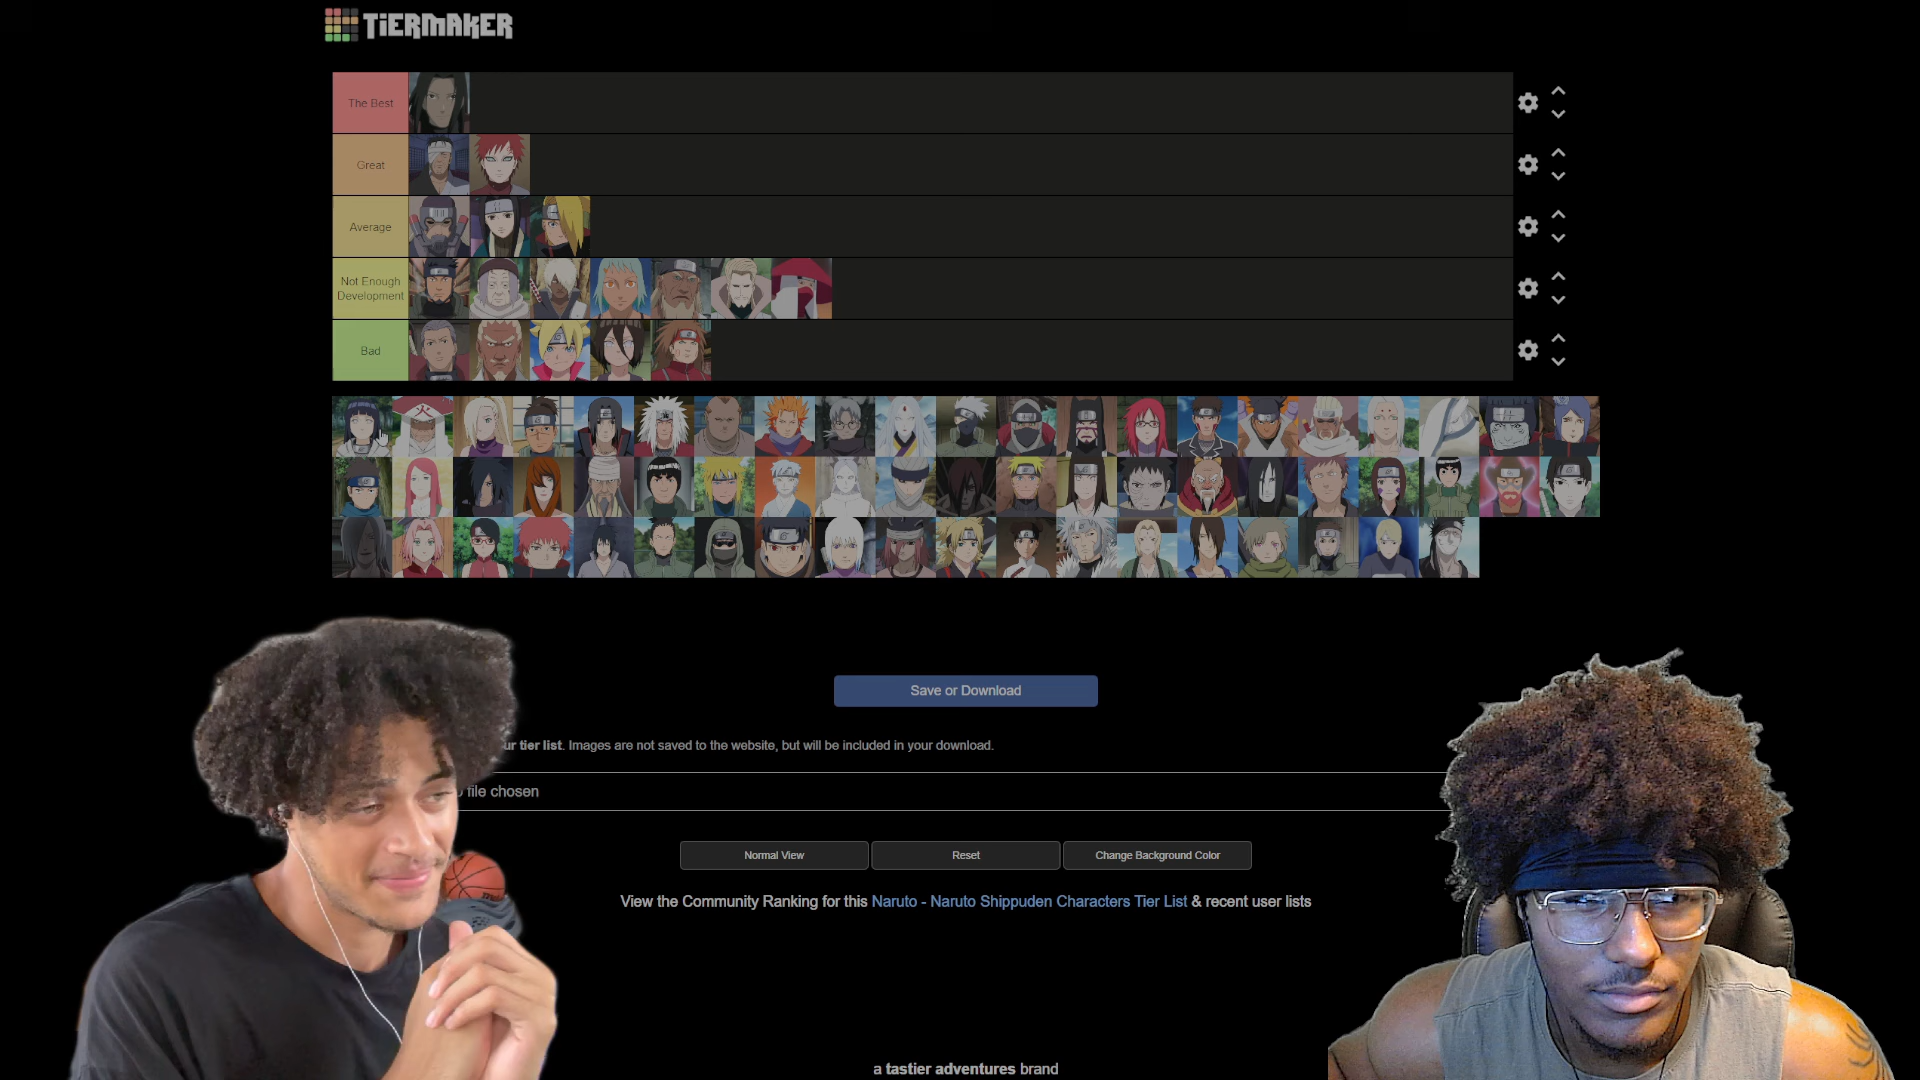 TiERMAKER
The Best
Great
Average
Not Enough
Development
Bad
Save or Download
ur tier list. Images are not saved to the website, but will be included in your download.
file chosen
Normal View
Reset
Change Background Color
View the Community Ranking for this Naruto - Naruto Shippuden Characters Tier List & recent user lists
a tastier adventures brand